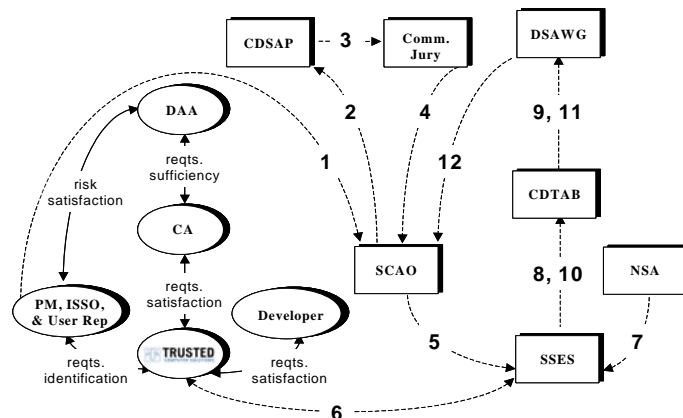 CDSAP
3
Comm.
Jury
DSAWG
DAA
2
4
9, 11
reqts.
sufficiency
1
12
risk
satisfaction
CDTAB
CA
SCAO
8, 10
NSA
reqts.
satisfaction
PM, ISSO,
& User Rep
Developer
5
7
TRUSTED
SSES
reqts.
identification
reqts.
satisfaction
6